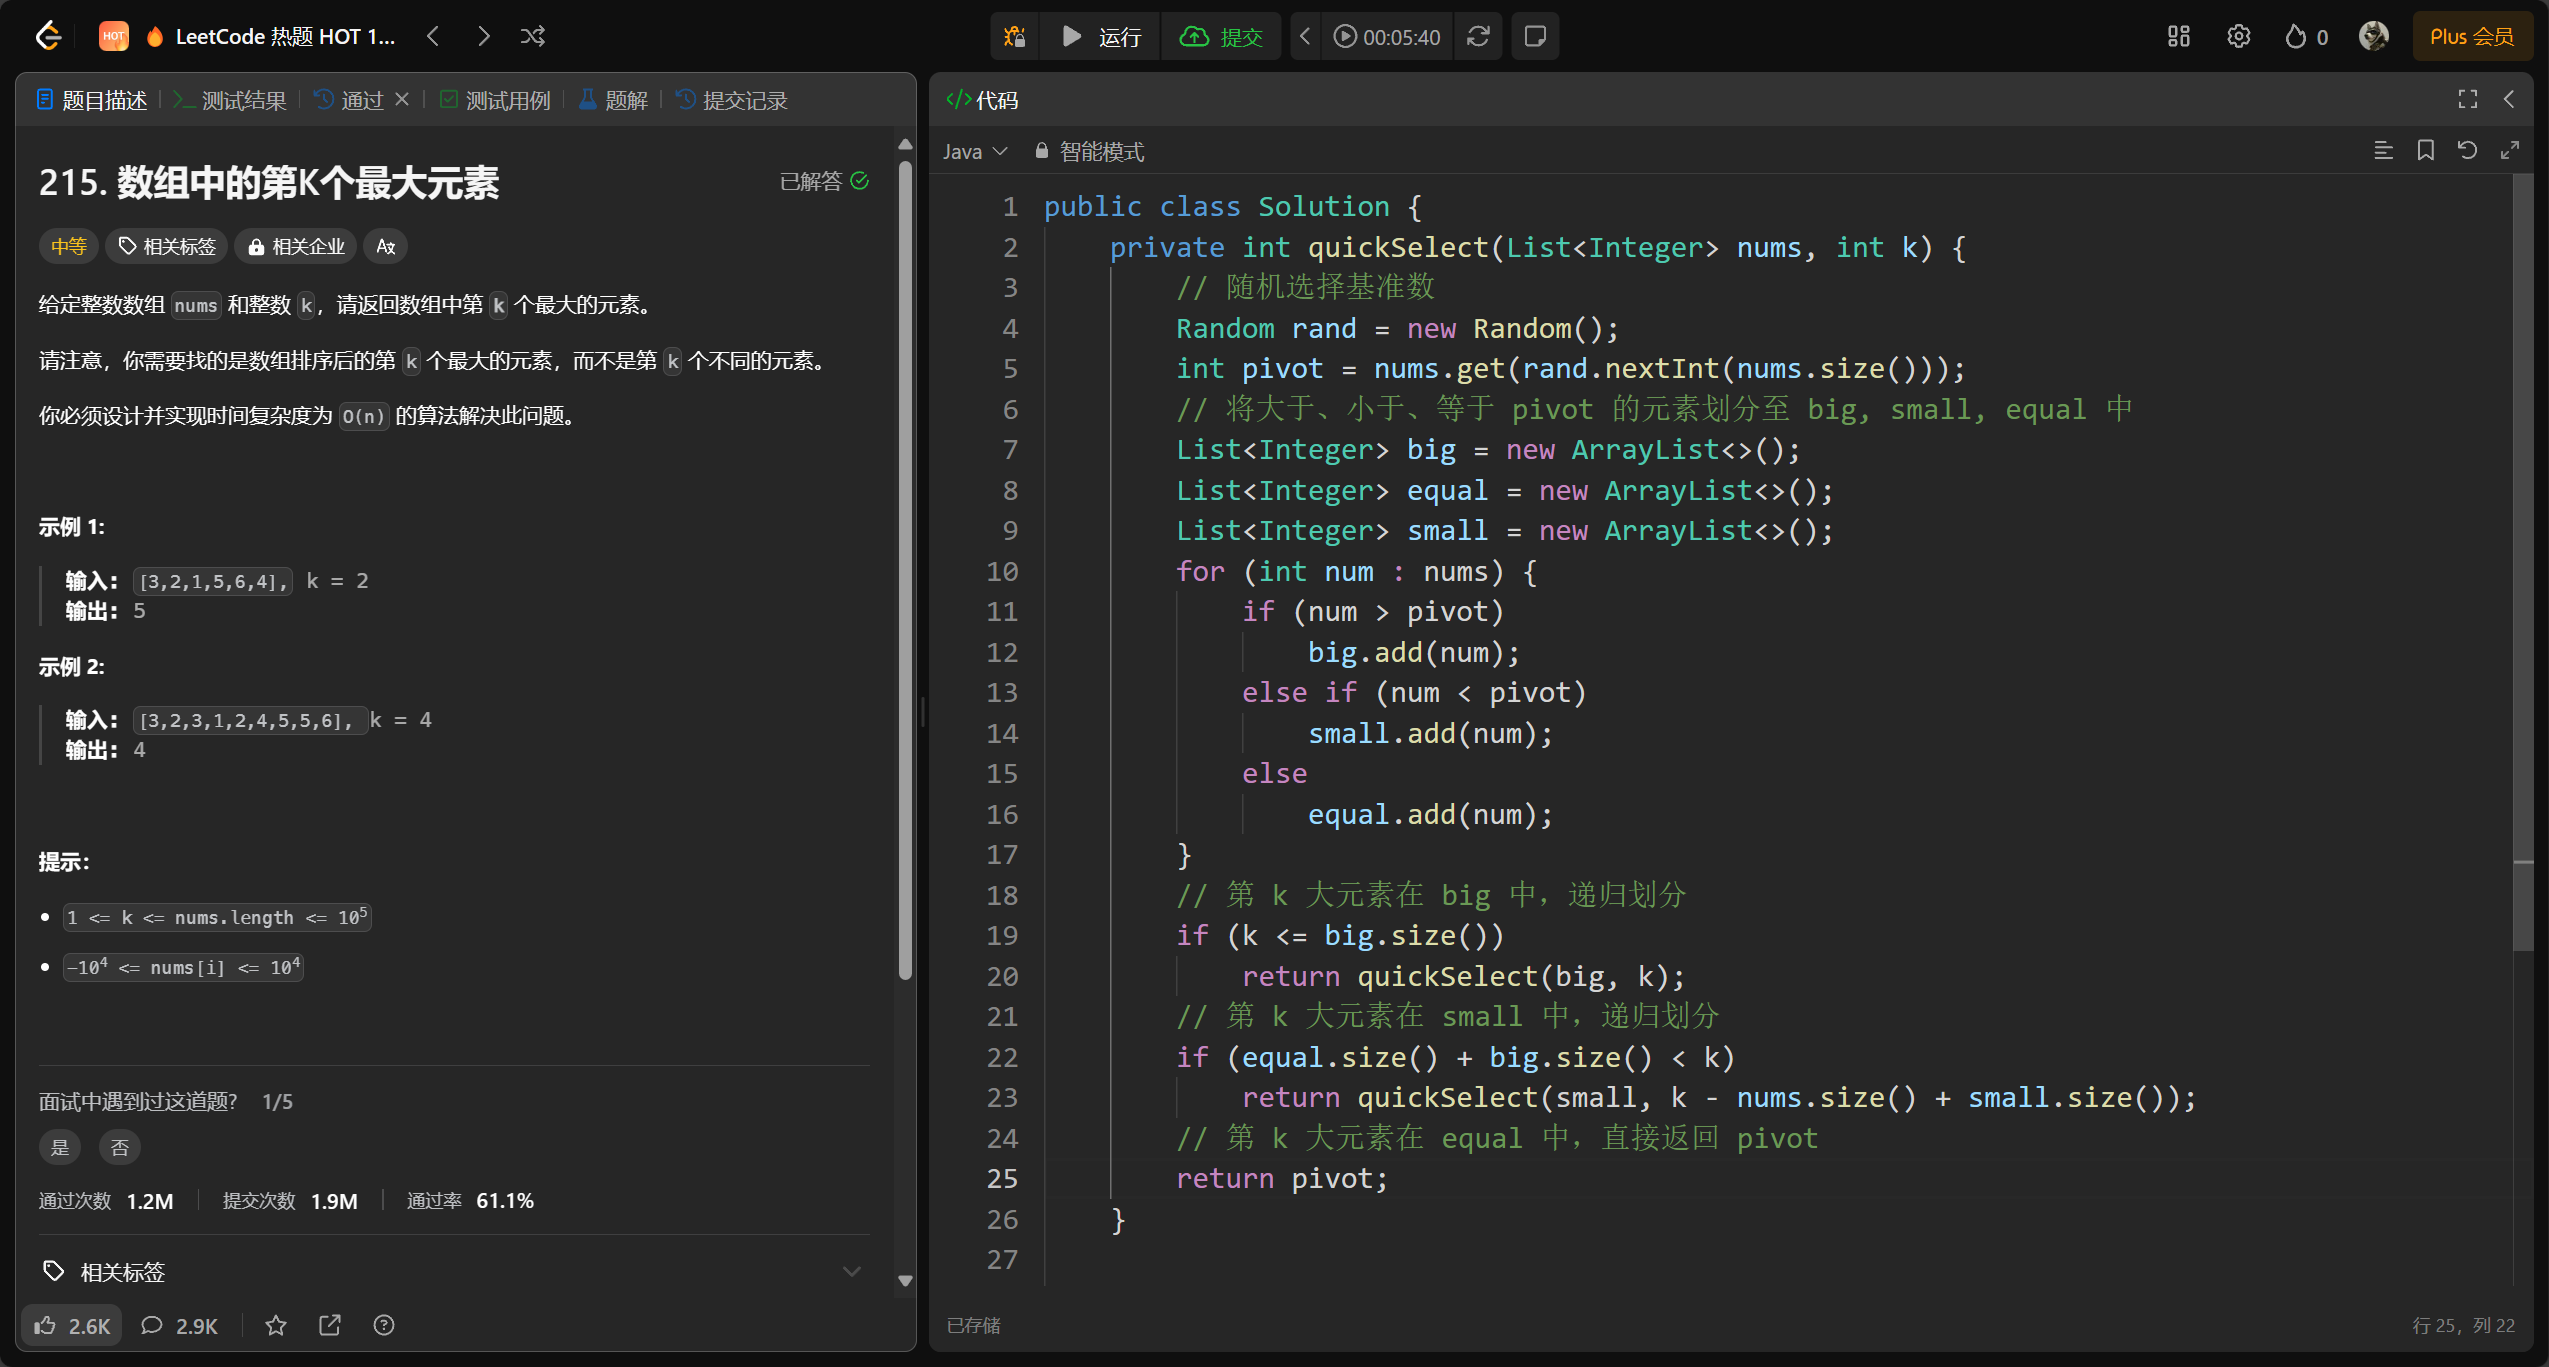 HOT 🔥 LeetCode 热题 HOT 1... 运行 提交 00:05:40 0 Plus 会员
题目描述 测试结果 通过 测试用例 题解 提交记录
215. 数组中的第K个最大元素 已解答
中等 相关标签 相关企业
给定整数数组 nums 和整数 k，请返回数组中第 k 个最大的元素。
请注意，你需要找的是数组排序后的第 k 个最大的元素，而不是第 k 个不同的元素。
你必须设计并实现时间复杂度为 O(n) 的算法解决此问题。
示例 1:
输入: [3,2,1,5,6,4], k = 2
输出: 5
示例 2:
输入: [3,2,3,1,2,4,5,5,6], k = 4
输出: 4
提示：
1 <= k <= nums.length <= 10⁵
-10⁴ <= nums[i] <= 10⁴
面试中遇到过这道题? 1/5
是 否
通过次数 1.2M 提交次数 1.9M 通过率 61.1%
相关标签
2.6K 2.9K
</>代码
Java 智能模式
1 public class Solution {
2     private int quickSelect(List<Integer> nums, int k) {
3         // 随机选择基准数
4         Random rand = new Random();
5         int pivot = nums.get(rand.nextInt(nums.size()));
6         // 将大于、小于、等于 pivot 的元素划分至 big, small, equal 中
7         List<Integer> big = new ArrayList<>();
8         List<Integer> equal = new ArrayList<>();
9         List<Integer> small = new ArrayList<>();
10         for (int num : nums) {
11             if (num > pivot)
12                 big.add(num);
13             else if (num < pivot)
14                 small.add(num);
15             else
16                 equal.add(num);
17         }
18         // 第 k 大元素在 big 中，递归划分
19         if (k <= big.size())
20             return quickSelect(big, k);
21         // 第 k 大元素在 small 中，递归划分
22         if (equal.size() + big.size() < k)
23             return quickSelect(small, k - nums.size() + small.size());
24         // 第 k 大元素在 equal 中，直接返回 pivot
25         return pivot;
26     }
27
已存储 行 25，列 22